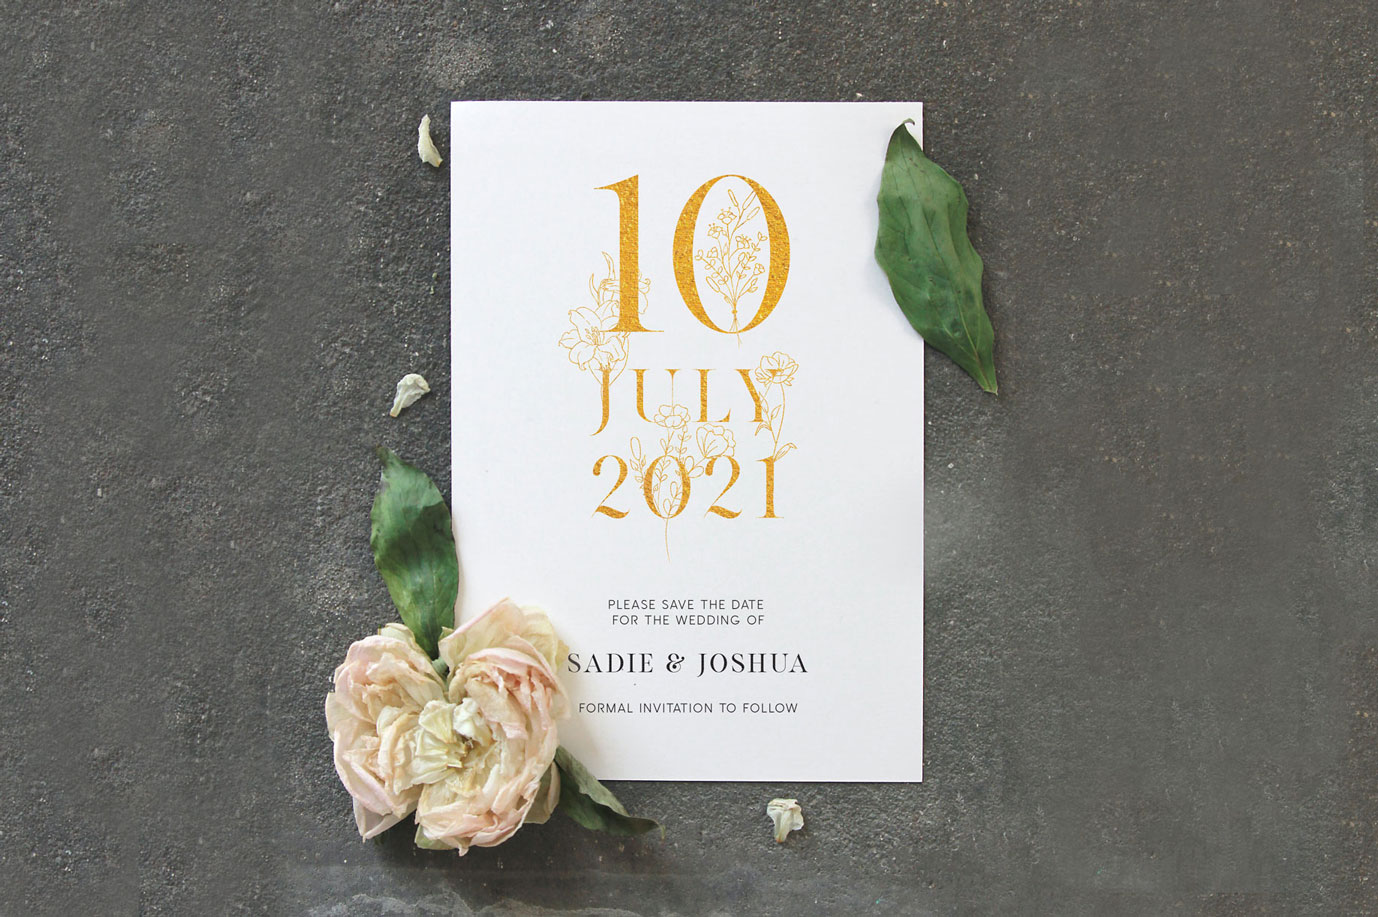 10
JULY
2021
PLEASE SAVE THE DATE
FOR THE WEDDING OF
SADIE & JOSHUA
FORMAL INVITATION TO FOLLOW